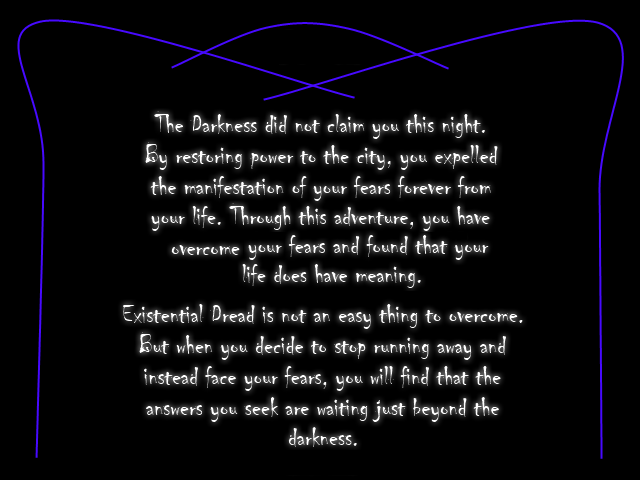 The Darkness did not claim you this night.
By restoring power to the city, you expelled
the manifestation of your fears forever from
your life. Through this adventure, you have
overcome your fears and found that your
life does have meaning.
Existential Dread is not an easy thing to overcome.
But when you decide to stop running away and
instead face your fears, you will find that the
answers you seek are waiting just beyond the
darkness.